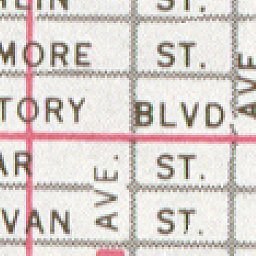 ST.
MORE ST.
TORY BLVD
AR ST.
VAN ST.
AVE.
AVE